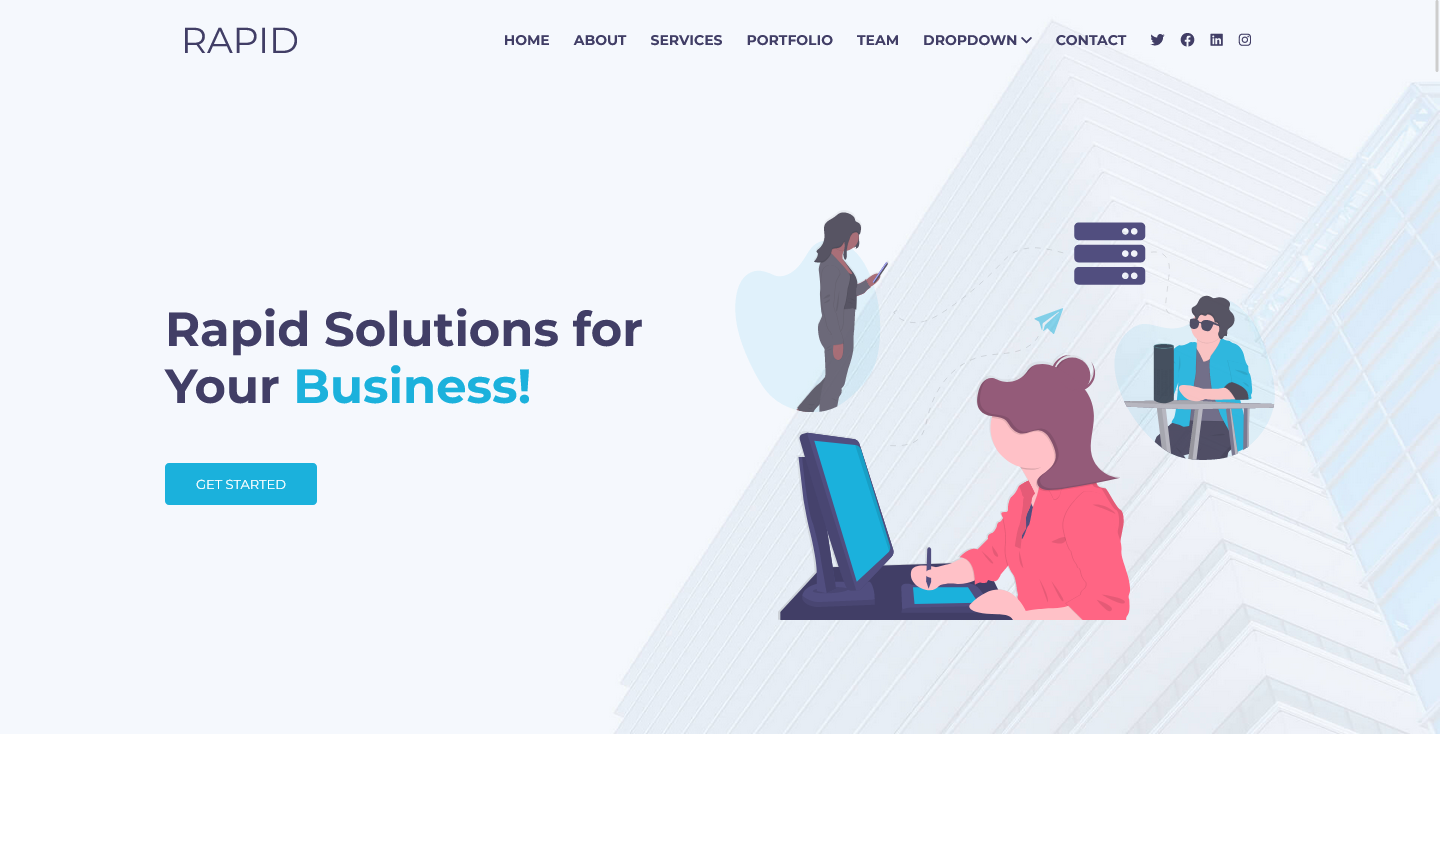 RAPID
HOME ABOUT SERVICES PORTFOLIO TEAM DROPDOWN CONTACT
Rapid Solutions for
Your Business!
GET STARTED